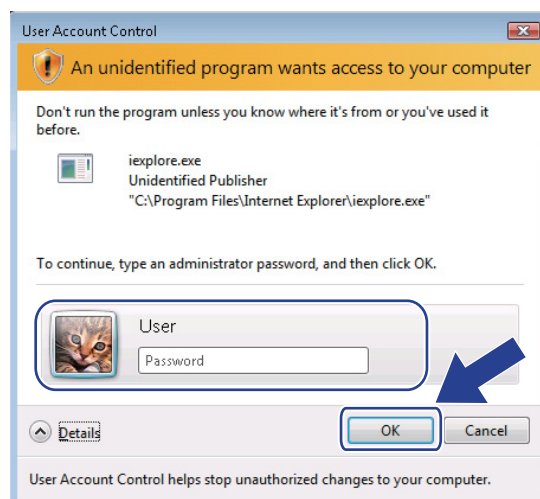 User Account Control
An unidentified program wants access to your computer
Don't run the program unless you know where it's from or you've used it
before.
iexplore.exe
Unidentified Publisher
"C:\Program Files\Internet Explorer\iexplore.exe"
To continue, type an administrator password, and then click OK.
User
Password
Details
OK
Cancel
User Account Control helps stop unauthorized changes to your computer.